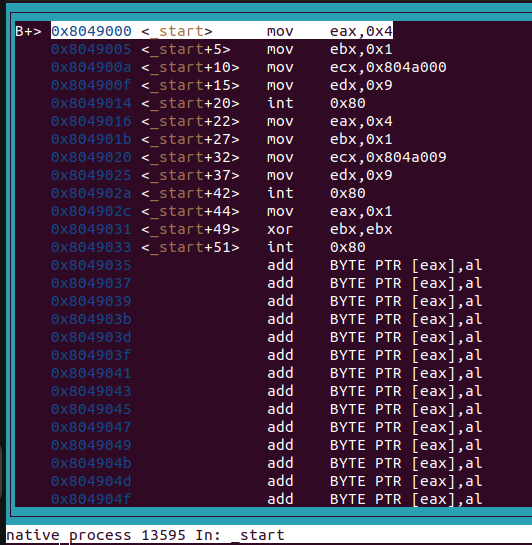 B+> 0x8049000 <_start> mov eax,0x4
0x8049005 <_start+5> mov ebx,0x1
0x804900a <_start+10> mov ecx,0x804a000
0x804900f <_start+15> mov edx,0x9
0x8049014 <_start+20> int 0x80
0x8049016 <_start+22> mov eax,0x4
0x804901b <_start+27> mov ebx,0x1
0x8049020 <_start+32> mov ecx,0x804a009
0x8049025 <_start+37> mov edx,0x9
0x804902a <_start+42> int 0x80
0x804902c <_start+44> mov eax,0x1
0x8049031 <_start+49> xor ebx,ebx
0x8049033 <_start+51> int 0x80
0x8049035 add BYTE PTR [eax],al
0x8049037 add BYTE PTR [eax],al
0x8049039 add BYTE PTR [eax],al
0x804903b add BYTE PTR [eax],al
0x804903d add BYTE PTR [eax],al
0x804903f add BYTE PTR [eax],al
0x8049041 add BYTE PTR [eax],al
0x8049043 add BYTE PTR [eax],al
0x8049045 add BYTE PTR [eax],al
0x8049047 add BYTE PTR [eax],al
0x8049049 add BYTE PTR [eax],al
0x804904b add BYTE PTR [eax],al
0x804904d add BYTE PTR [eax],al
0x804904f add BYTE PTR [eax],al
native process 13595 In: _start